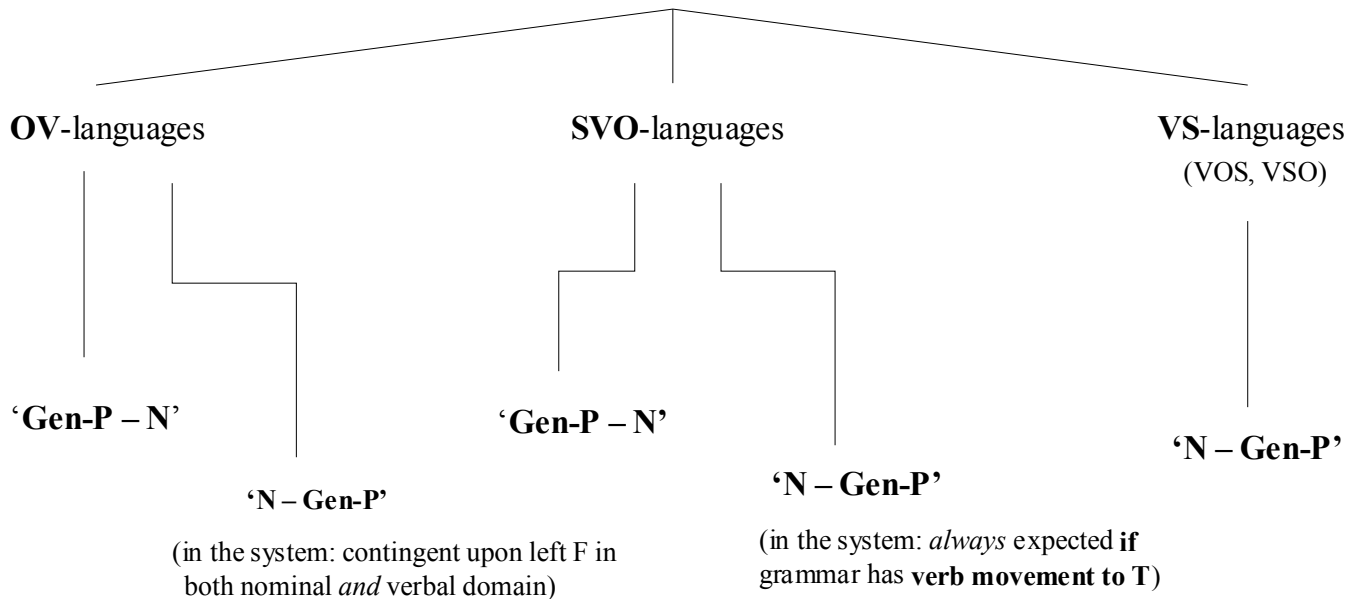 OV-languages
SVO-languages
VS-languages
(VOS, VSO)
‘Gen-P – N’
‘N – Gen-P’
(in the system: contingent upon left F in
both nominal and verbal domain)
‘Gen-P – N’
‘N – Gen-P’
(in the system: always expected if
grammar has verb movement to T)
‘N – Gen-P’